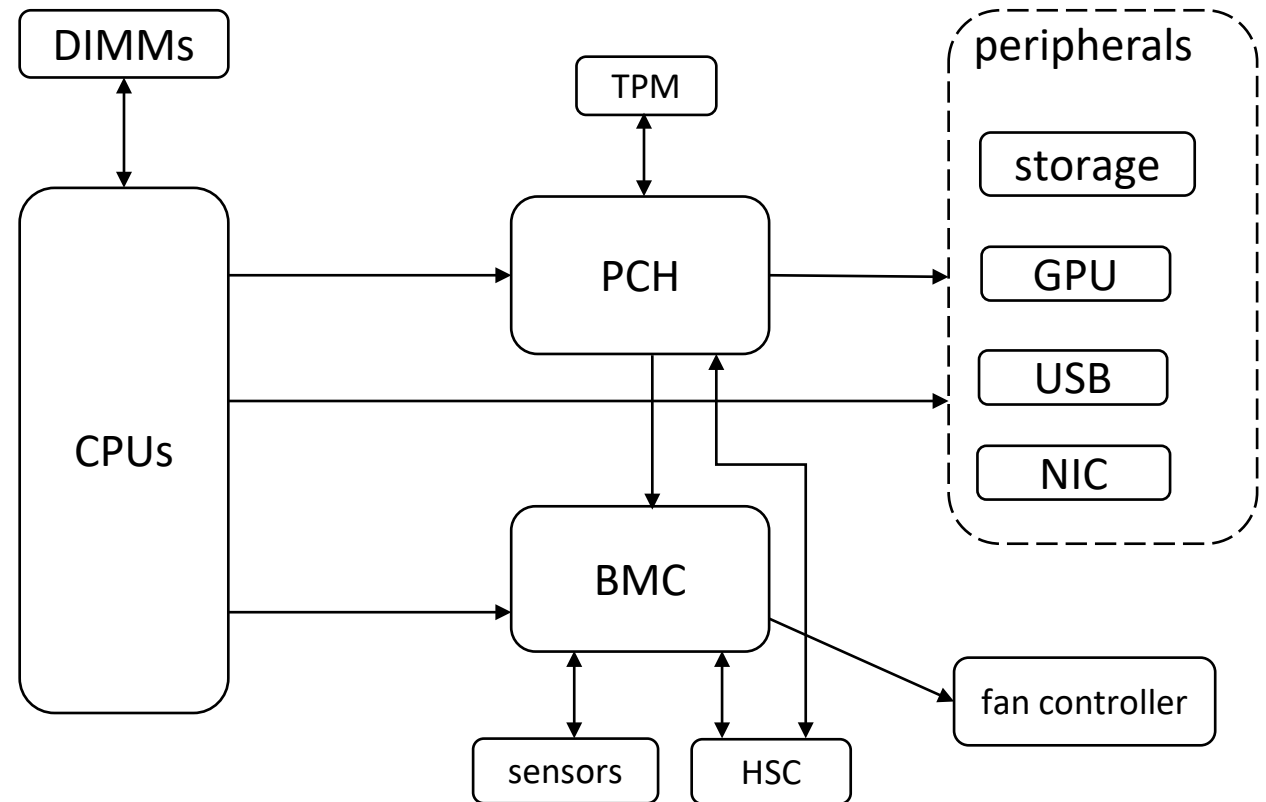 DIMMs
TPM
peripherals
storage
PCH
GPU
USB
CPUs
NIC
BMC
fan controller
sensors
HSC